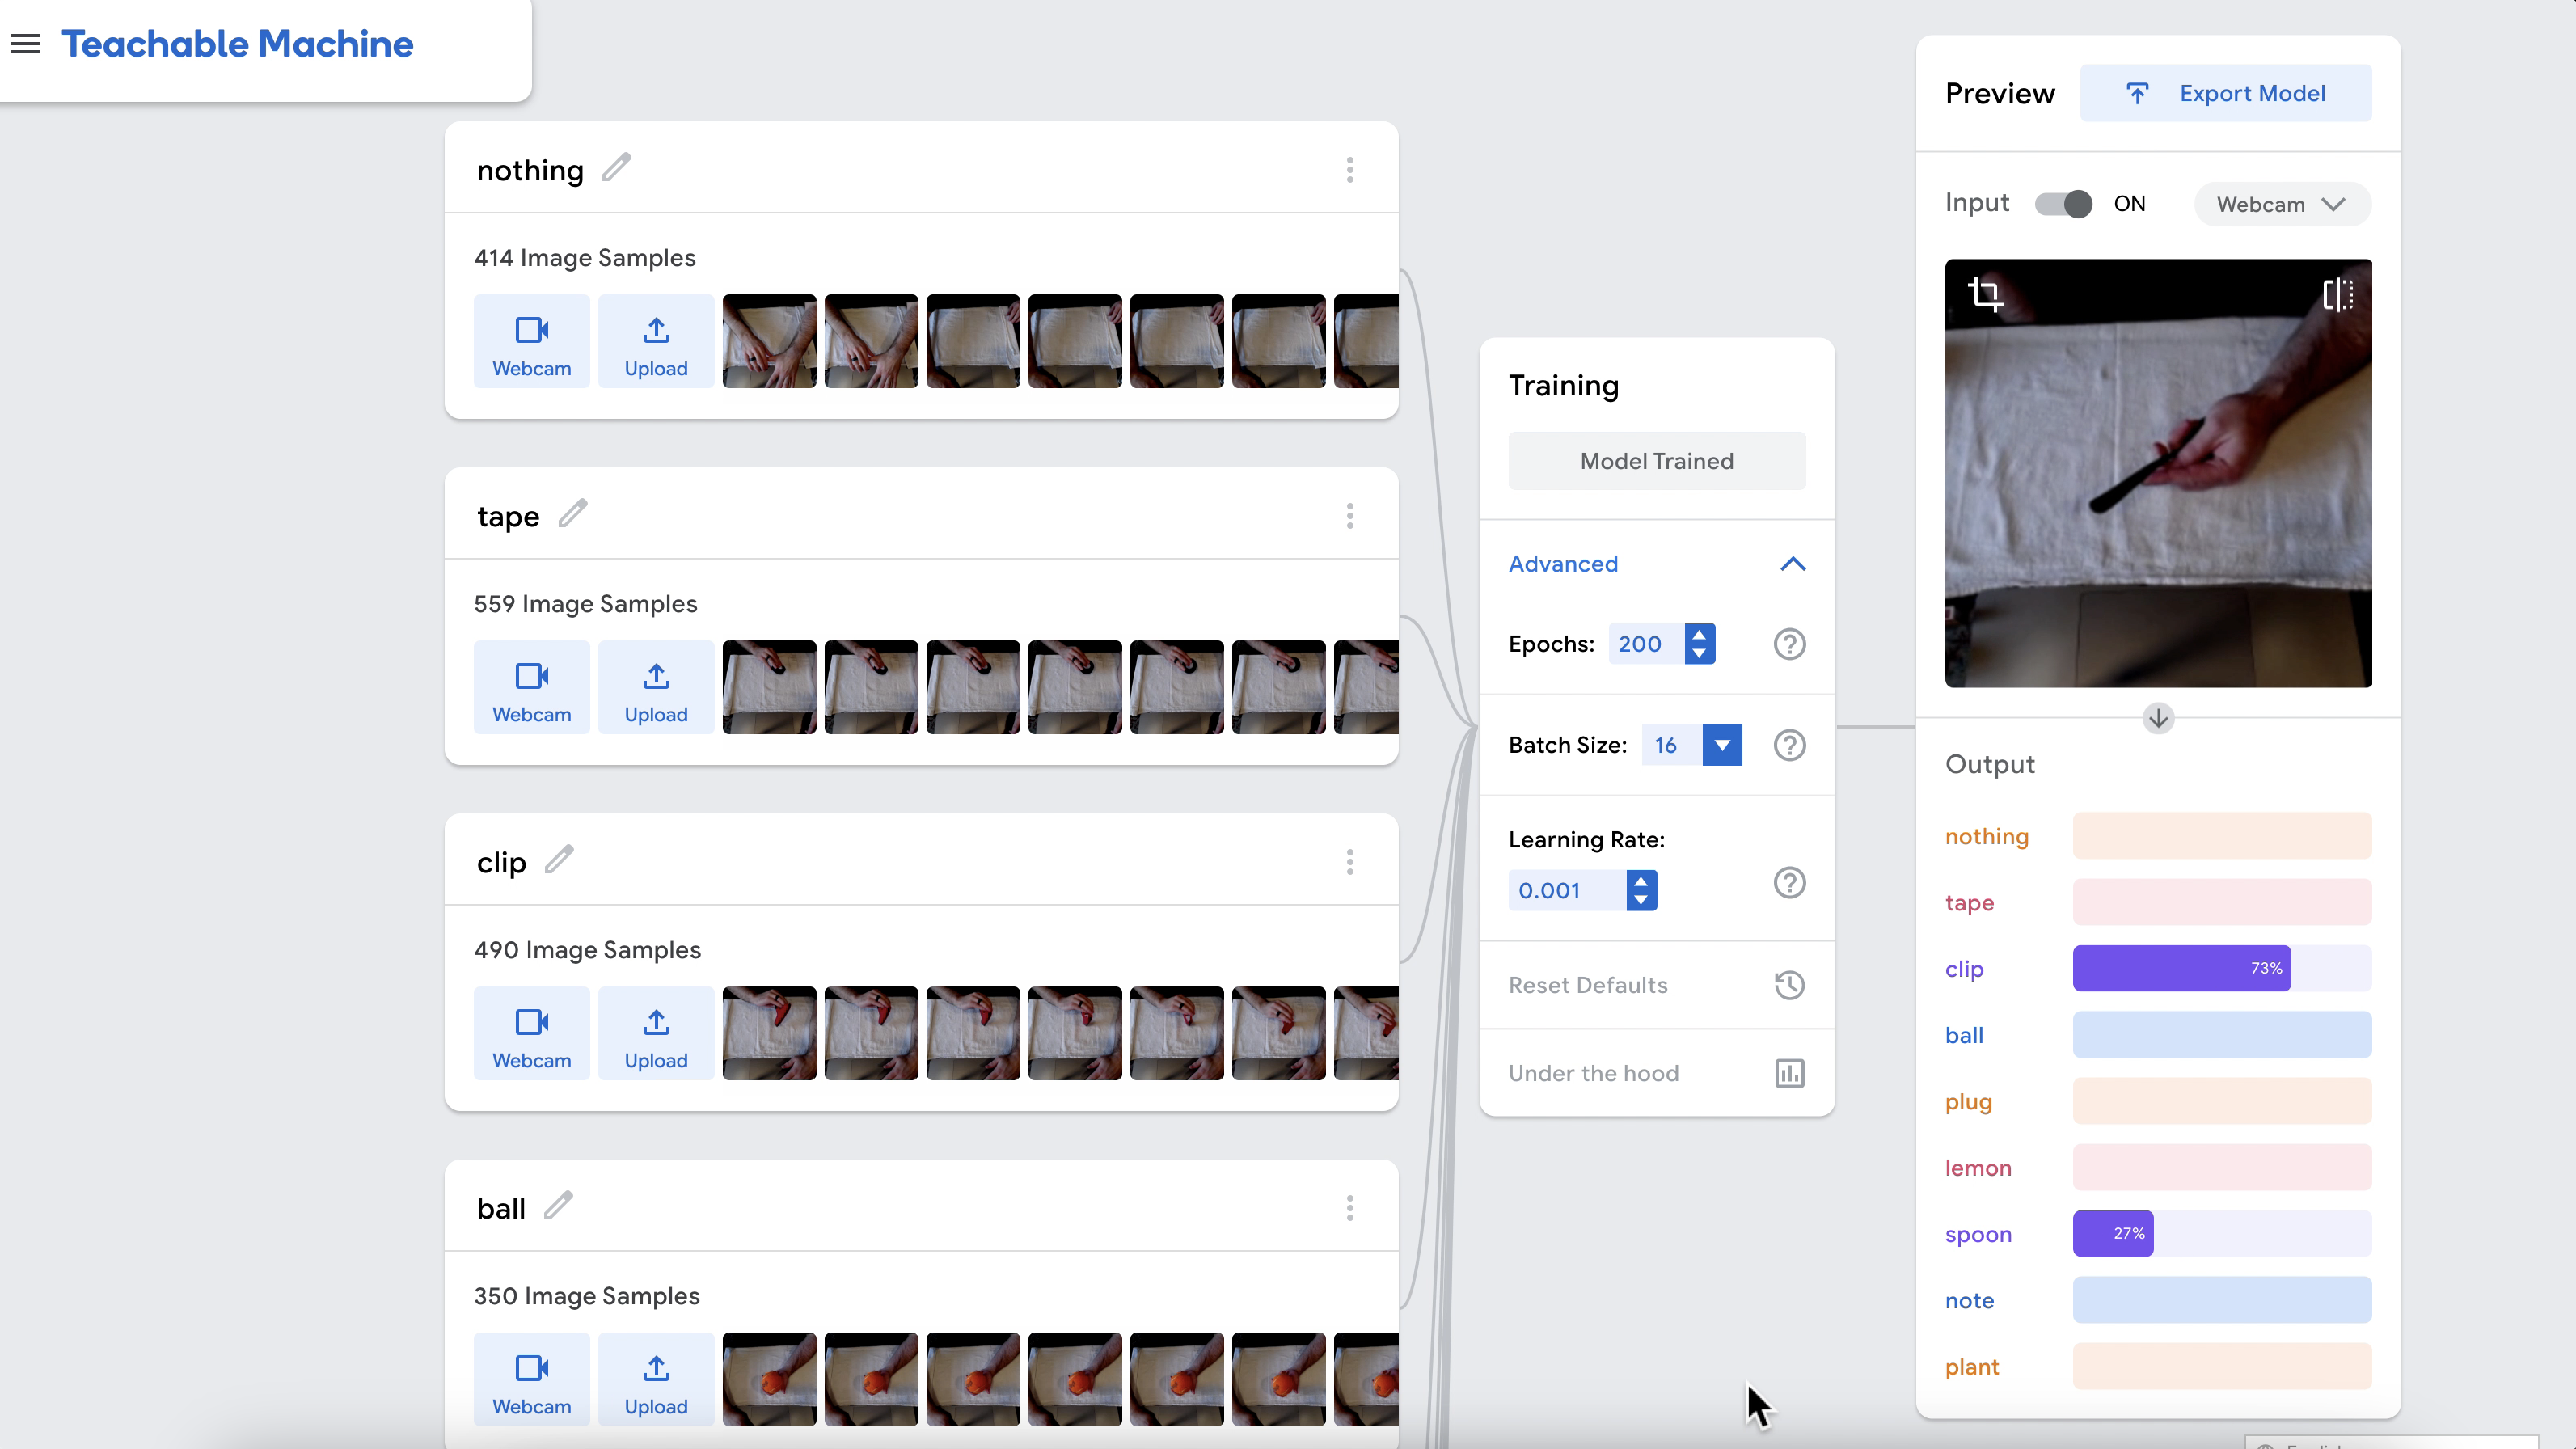 Teachable Machine
nothing
414 Image Samples
Webcam
Upload
tape
559 Image Samples
Webcam
Upload
clip
490 Image Samples
Webcam
Upload
ball
350 Image Samples
Webcam
Upload
Training
Model Trained
Advanced
Epochs: 200
Batch Size: 16
Learning Rate:
0.001
Reset Defaults
Under the hood
Preview
Export Model
Input ON Webcam
Output
nothing
tape
clip 73%
ball
plug
lemon
spoon 27%
note
plant